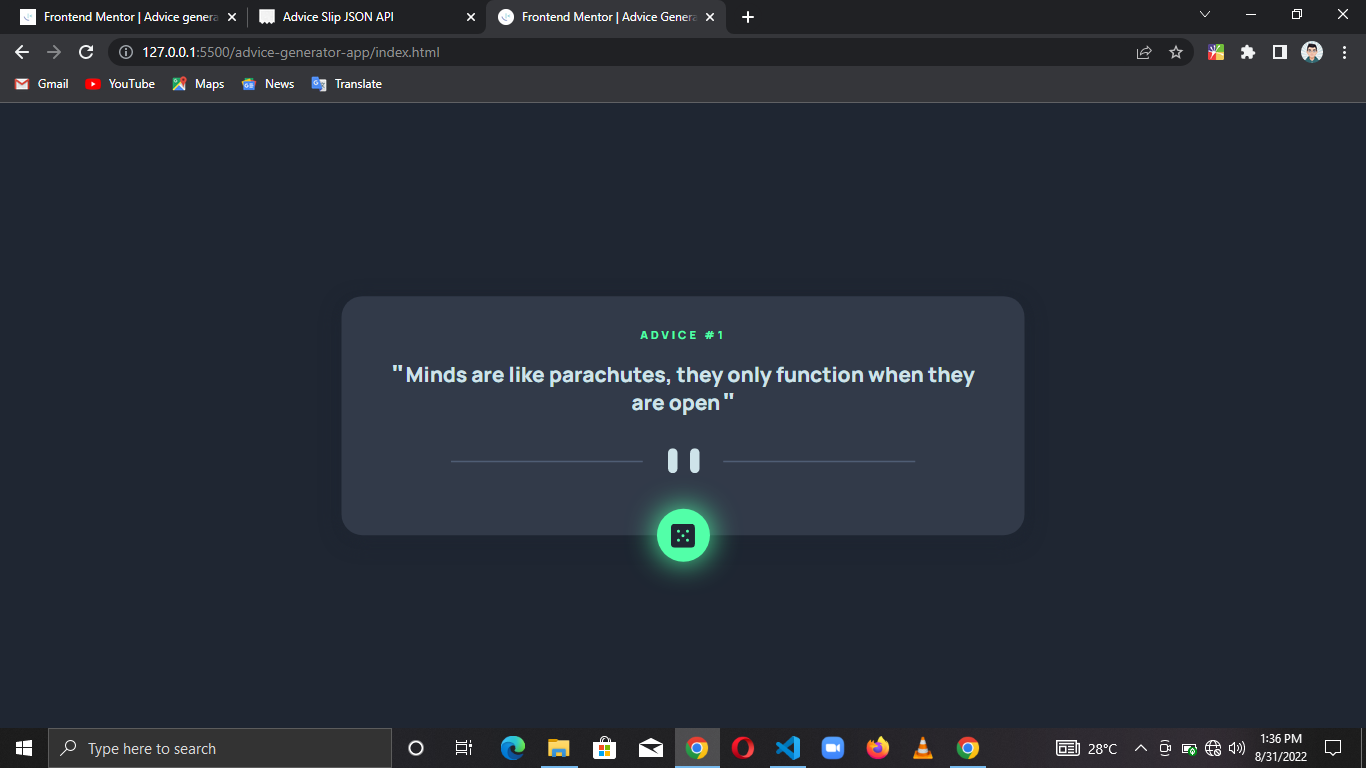 Frontend Mentor | Advice genera
Advice Slip JSON API
Frontend Mentor | Advice Genera
127.0.0.1:5500/advice-generator-app/index.html
Gmail
YouTube
Maps
News
Translate
ADVICE #1
"Minds are like parachutes, they only function when they
are open"
Type here to search
28°C
1:36 PM
8/31/2022